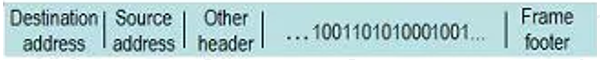 Destination address | Source address | Other header | ...1001101010001001... | Frame footer